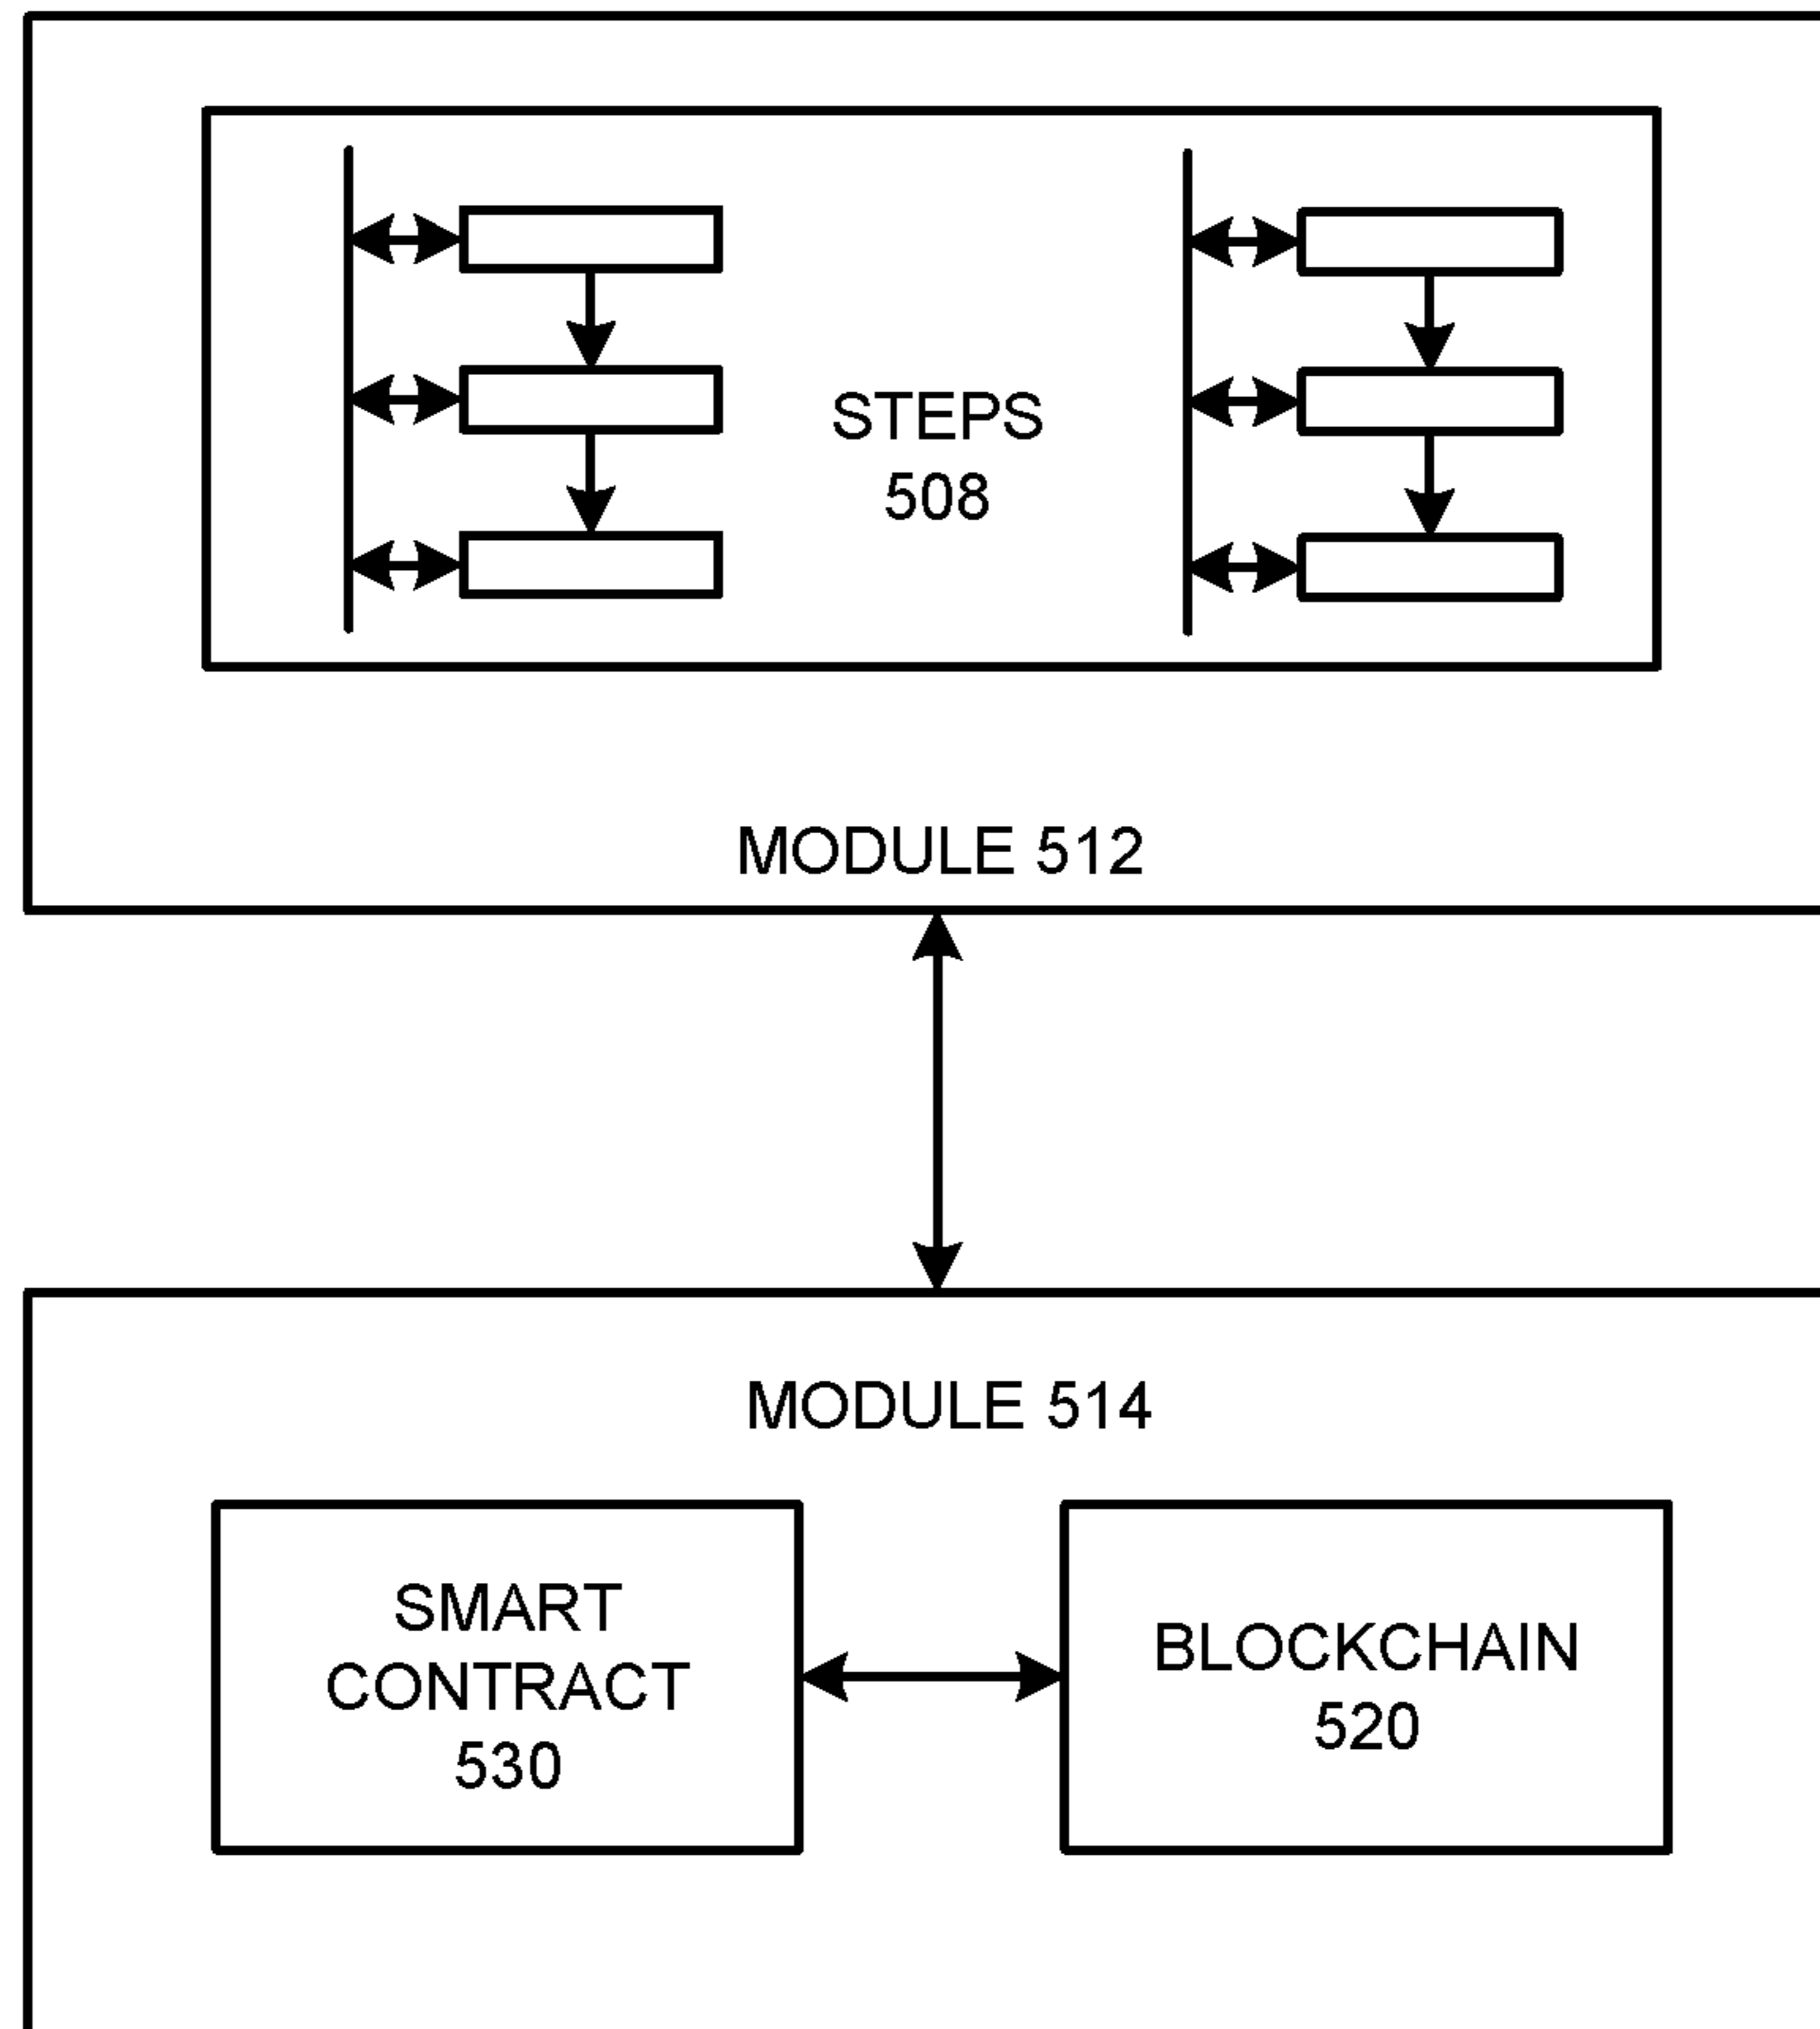 STEPS
508
MODULE 512
MODULE 514
SMART
CONTRACT
530
BLOCKCHAIN
520